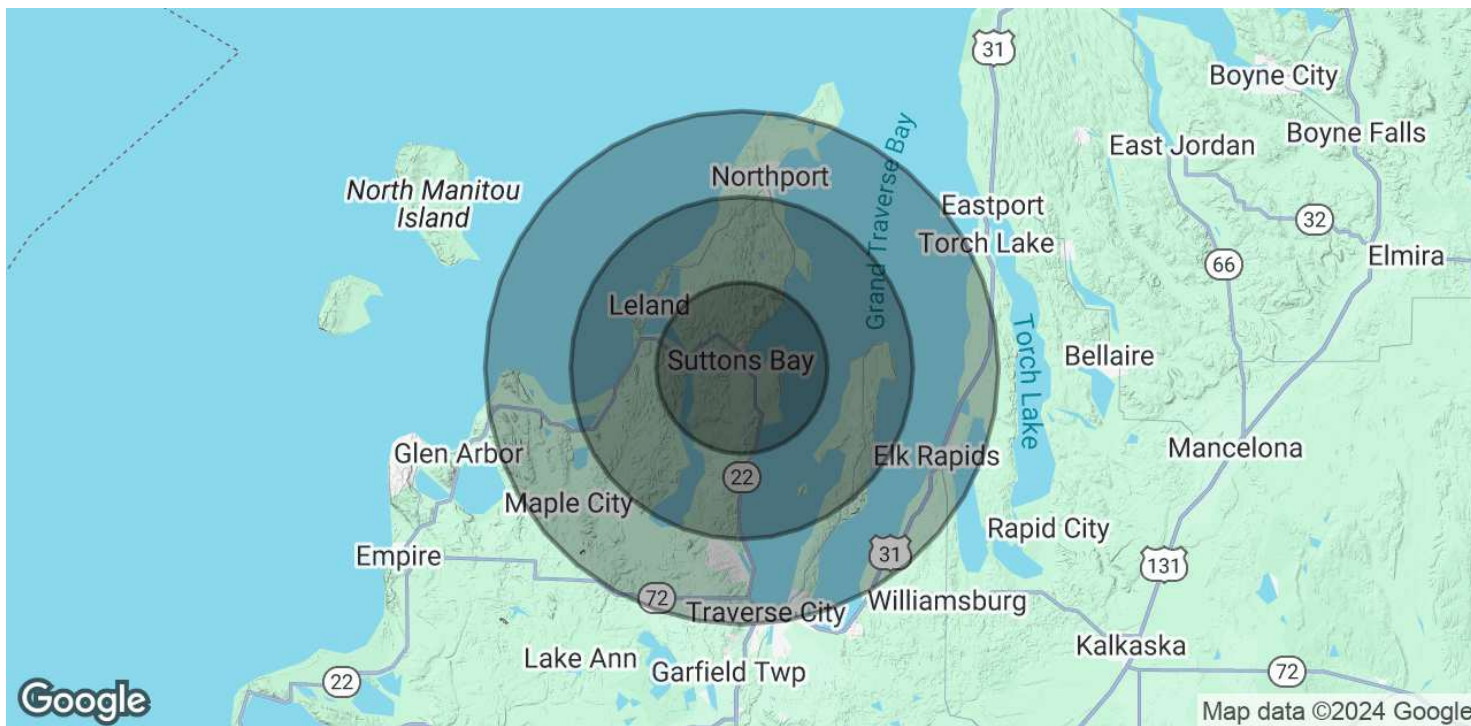 31
Boyne City
Boyne Falls
East Jordan
Northport
North Manitou
Island
Grand Traverse Bay
Eastport
32
Torch Lake
Elmira
66
Leland
Torch Lake
Suttons Bay
Bellaire
Glen Arbor
Elk Rapids
Mancelona
22
Maple City
Rapid City
Empire
31
131
72
Traverse City
Williamsburg
Kalkaska
Lake Ann
Garfield Twp
72
22
Google
Map data ©2024 Google